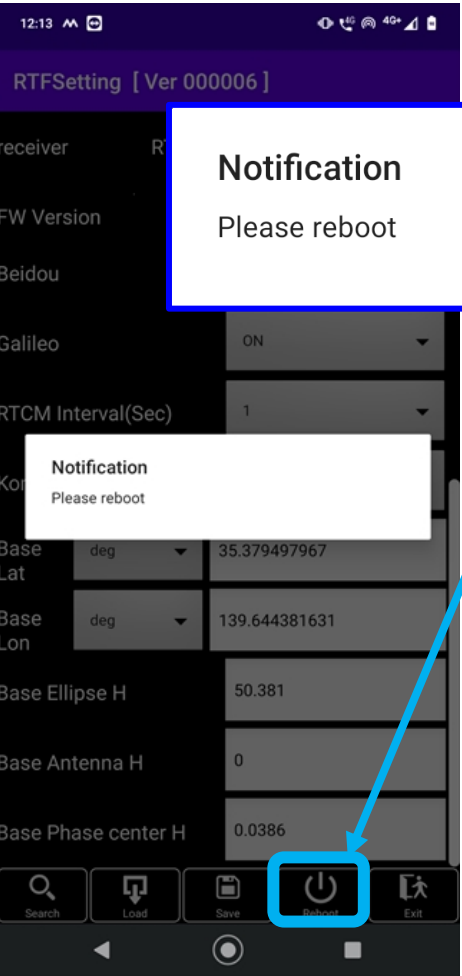 12:13
4G 4G+
RTFSetting [ Ver 000006 ]
receiver
Notification
Please reboot
FW Version
Beidou
Galileo ON
RTCM Interval(Sec) 1
Notification
Please reboot
Base Lat deg 35.379497967
Base Lon deg 139.644381631
Base Ellipse H 50.381
Base Antenna H 0
Base Phase center H 0.0386
Search Load Save Reboot Exit